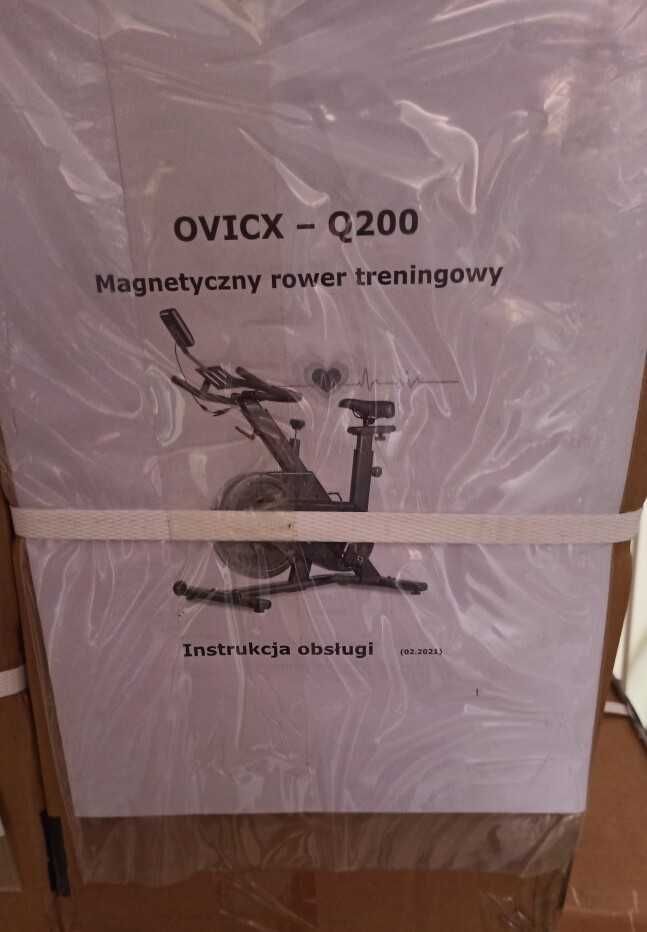 OVICX – Q200
Magnetyczny rower treningowy
Instrukcja obsługi (02.2021)